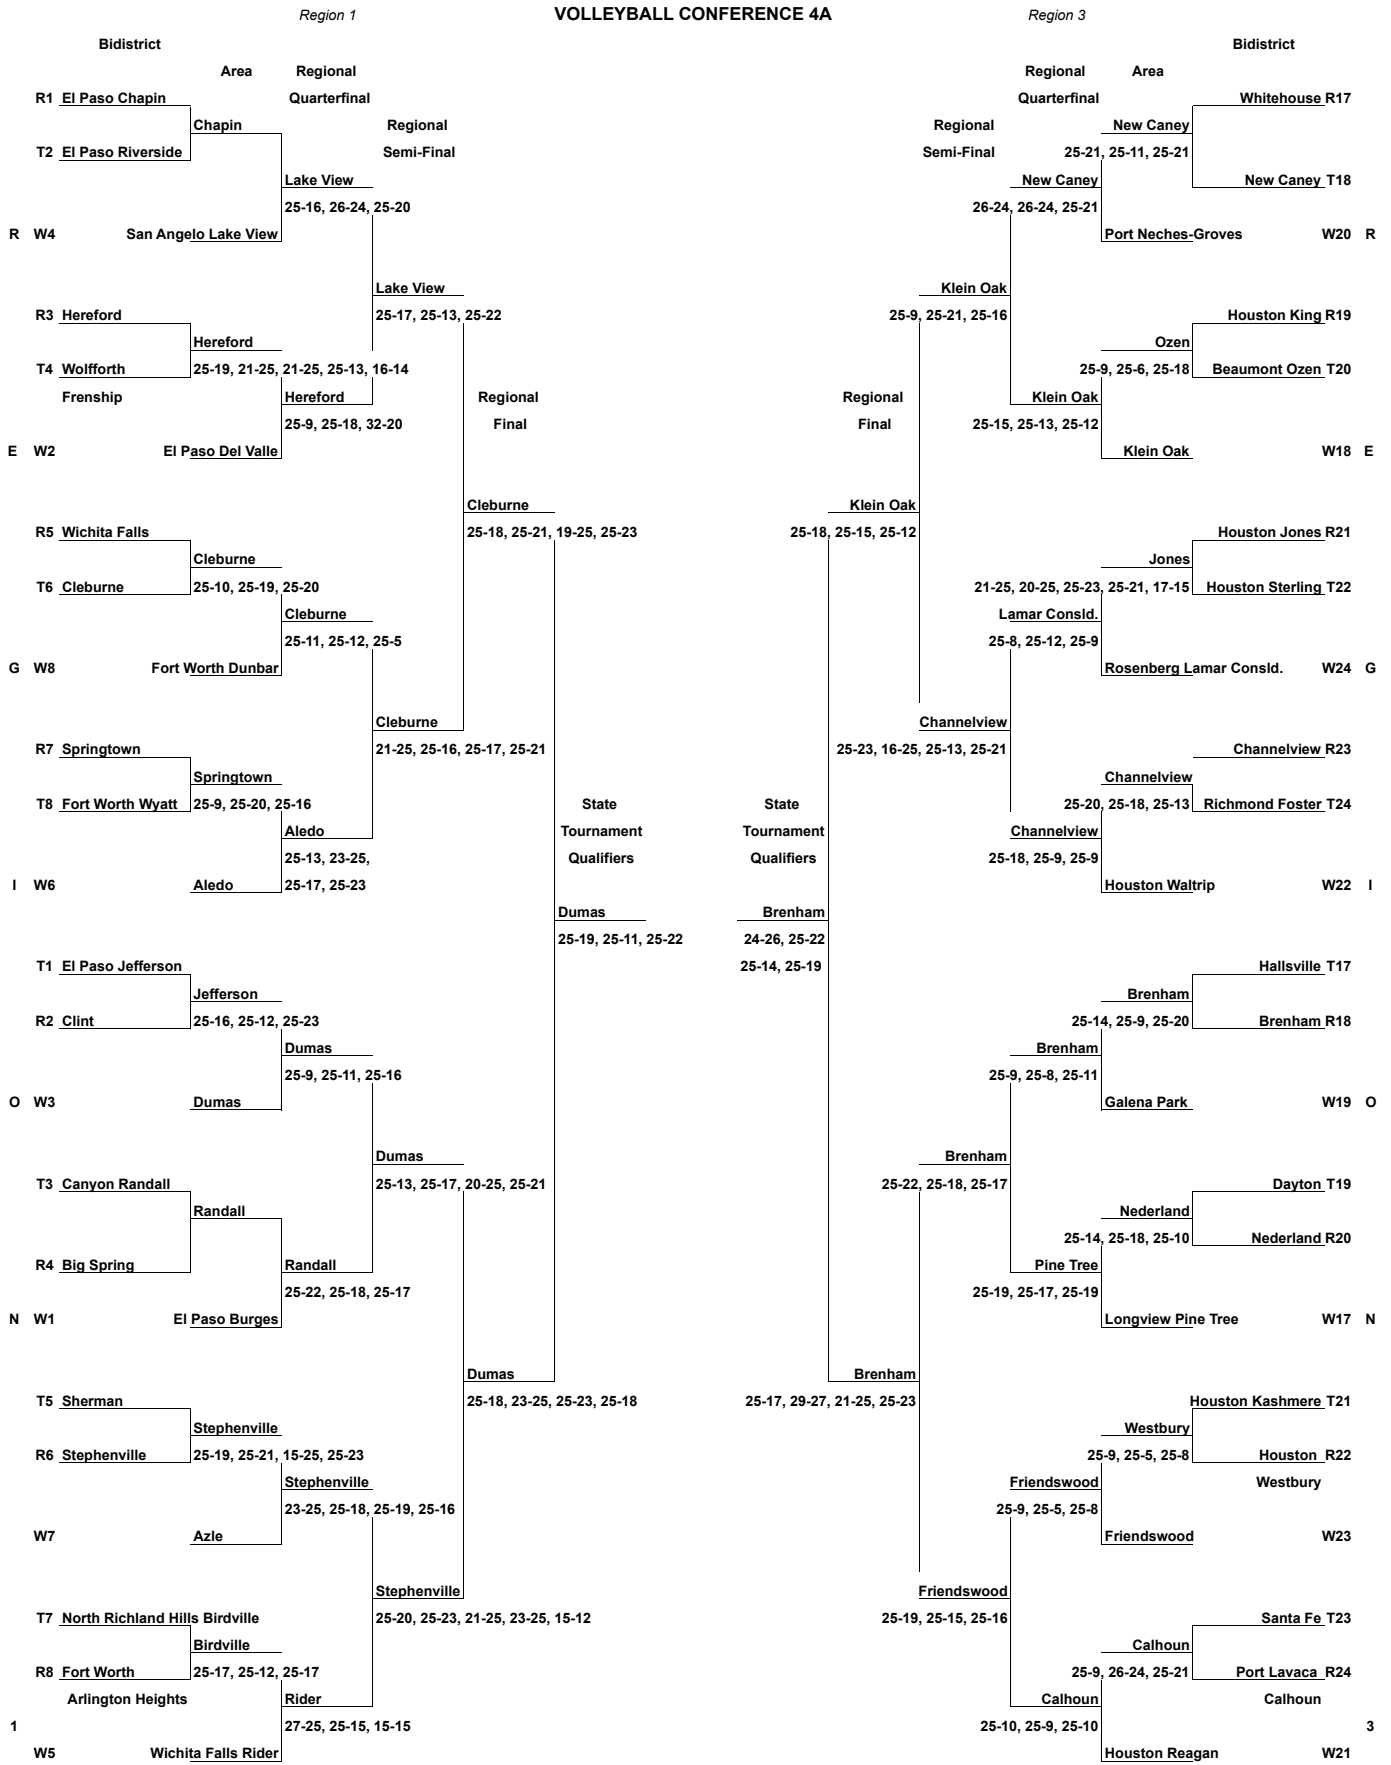 Region 1 VOLLEYBALL CONFERENCE 4A Region 3
Bidistrict Bidistrict
Area Regional Regional Area
R1 El Paso Chapin Quarterfinal Quarterfinal Whitehouse R17
Chapin Regional Regional New Caney
T2 El Paso Riverside Semi-Final Semi-Final 25-21, 25-11, 25-21
Lake View New Caney New Caney T18
25-16, 26-24, 25-20 26-24, 26-24, 25-21
R W4 San Angelo Lake View Port Neches-Groves W20 R
Lake View Klein Oak
R3 Hereford 25-17, 25-13, 25-22 25-9, 25-21, 25-16 Houston King R19
Hereford Ozen
T4 Wolfforth 25-19, 21-25, 21-25, 25-13, 16-14 25-9, 25-6, 25-18 Beaumont Ozen T20
Frenship Hereford Regional Regional Klein Oak
25-9, 25-18, 32-20 Final Final 25-15, 25-13, 25-12
E W2 El Paso Del Valle Klein Oak W18 E
Cleburne Klein Oak
R5 Wichita Falls 25-18, 25-21, 19-25, 25-23 25-18, 25-15, 25-12 Houston Jones R21
Cleburne Jones
T6 Cleburne 25-10, 25-19, 25-20 21-25, 20-25, 25-23, 25-21, 17-15 Houston Sterling T22
Cleburne Lamar Consld.
25-11, 25-12, 25-5 25-8, 25-12, 25-9
G W8 Fort Worth Dunbar Rosenberg Lamar Consld. W24 G
Cleburne Channelview
R7 Springtown 21-25, 25-16, 25-17, 25-21 25-23, 16-25, 25-13, 25-21 Channelview R23
Springtown Channelview
T8 Fort Worth Wyatt 25-9, 25-20, 25-16 State State 25-20, 25-18, 25-13 Richmond Foster T24
Aledo Tournament Tournament Channelview
25-13, 23-25, Qualifiers Qualifiers 25-18, 25-9, 25-9
I W6 Aledo 25-17, 25-23 Houston Waltrip W22 I
Dumas Brenham
25-19, 25-11, 25-22 24-26, 25-22
T1 El Paso Jefferson 25-14, 25-19 Hallsville T17
Jefferson Brenham
R2 Clint 25-16, 25-12, 25-23 25-14, 25-9, 25-20 Brenham R18
Dumas Brenham
25-9, 25-11, 25-16 25-9, 25-8, 25-11
O W3 Dumas Galena Park W19 O
Dumas Brenham
T3 Canyon Randall 25-13, 25-17, 20-25, 25-21 25-22, 25-18, 25-17 Dayton T19
Randall Nederland
25-14, 25-18, 25-10 Nederland R20
R4 Big Spring Randall Pine Tree
25-22, 25-18, 25-17 25-19, 25-17, 25-19
N W1 El Paso Burges Longview Pine Tree W17 N
Dumas Brenham
T5 Sherman 25-18, 23-25, 25-23, 25-18 25-17, 29-27, 21-25, 25-23 Houston Kashmere T21
Stephenville Westbury
R6 Stephenville 25-19, 25-21, 15-25, 25-23 25-9, 25-5, 25-8 Houston R22
Stephenville Friendswood Westbury
23-25, 25-18, 25-19, 25-16 25-9, 25-5, 25-8
W7 Azle Friendswood W23
Stephenville Friendswood
T7 North Richland Hills Birdville 25-20, 25-23, 21-25, 23-25, 15-12 25-19, 25-15, 25-16 Santa Fe T23
Birdville Calhoun
R8 Fort Worth 25-17, 25-12, 25-17 25-9, 26-24, 25-21 Port Lavaca R24
Arlington Heights Rider Calhoun Calhoun
1 27-25, 25-15, 15-15 25-10, 25-9, 25-10 3
W5 Wichita Falls Rider Houston Reagan W21